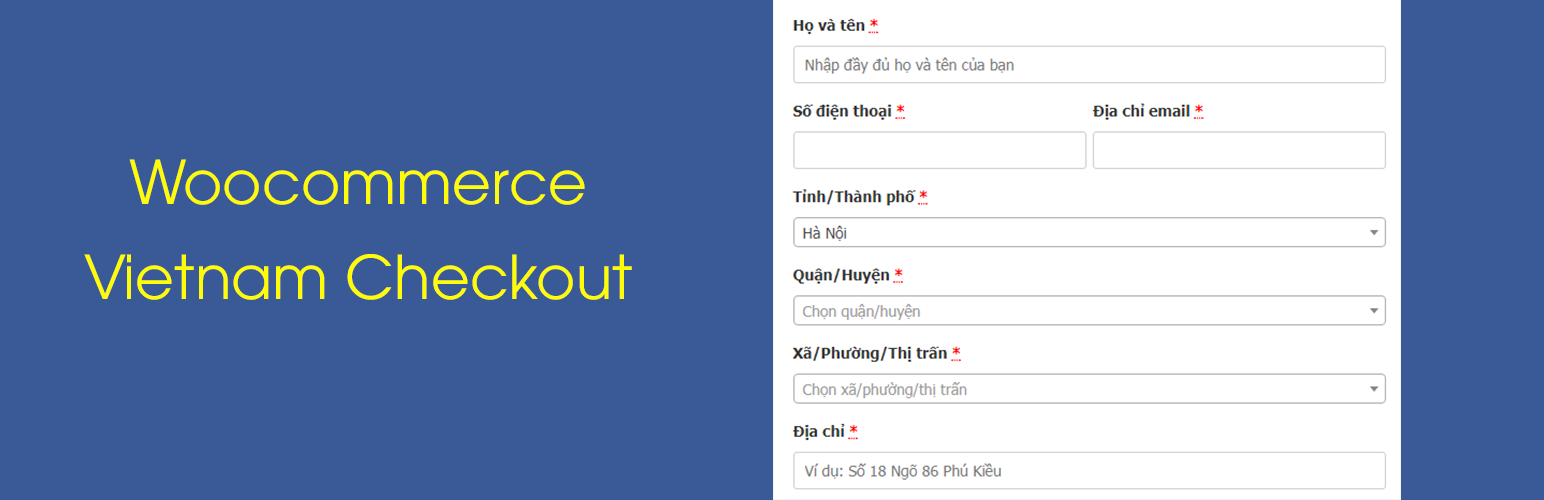 Woocommerce
Vietnam Checkout
Họ và tên *
Nhập đầy đủ họ và tên của bạn
Số điện thoại * Địa chỉ email *
Tỉnh/Thành phố *
Hà Nội
Quận/Huyện *
Chọn quận/huyện
Xã/Phường/Thị trấn *
Chọn xã/phường/thị trấn
Địa chỉ *
Ví dụ: Số 18 Ngõ 86 Phú Kiều